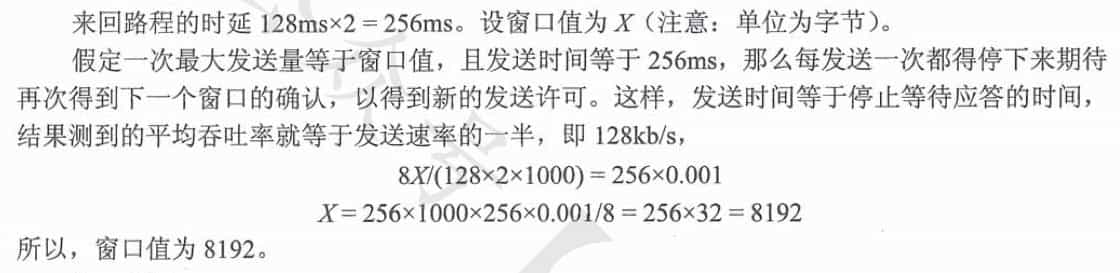 来回路程的时延 128ms×2 = 256ms。设窗口值为 X（注意：单位为字节）。
假定一次最大发送量等于窗口值，且发送时间等于 256ms，那么每发送一次都得停下来期待
再次得到下一个窗口的确认，以得到新的发送许可。这样，发送时间等于停止等待应答的时间，
结果测到的平均吞吐率就等于发送速率的一半，即 128kb/s，
8X/(128×2×1000) = 256×0.001
X = 256×1000×256×0.001/8 = 256×32 = 8192
所以，窗口值为 8192。